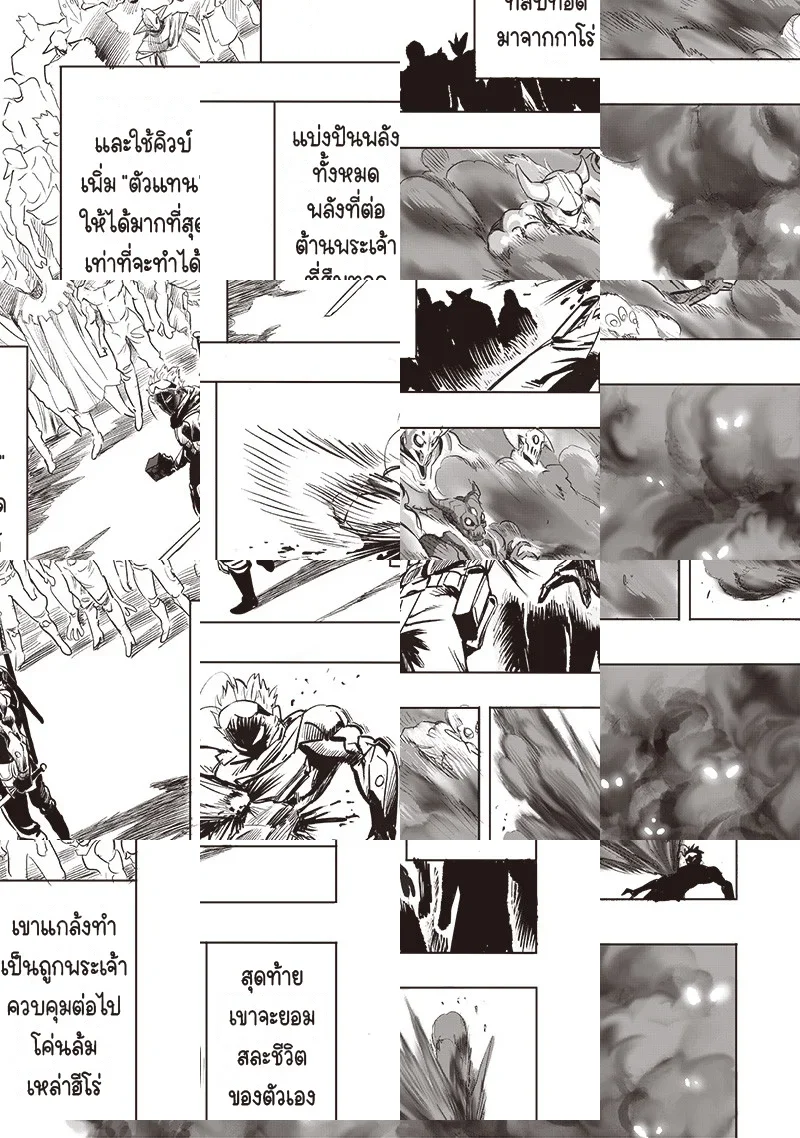 ที่สืบทอด
มาจากกาโร่
และใช้คิวบ์
เพิ่ม "ตัวแทน"
ให้ได้มากที่สุด
เท่าที่จะทำได้
แบ่งปันพลัง
ทั้งหมด
พลังที่ต่อ
ต้านพระเจ้า
เขาแกล้งทำ
เป็นถูกพระเจ้า
ควบคุมต่อไป
โค่นล้ม
เหล่าฮีโร่
สุดท้าย
เขาจะยอม
สละชีวิต
ของตัวเอง